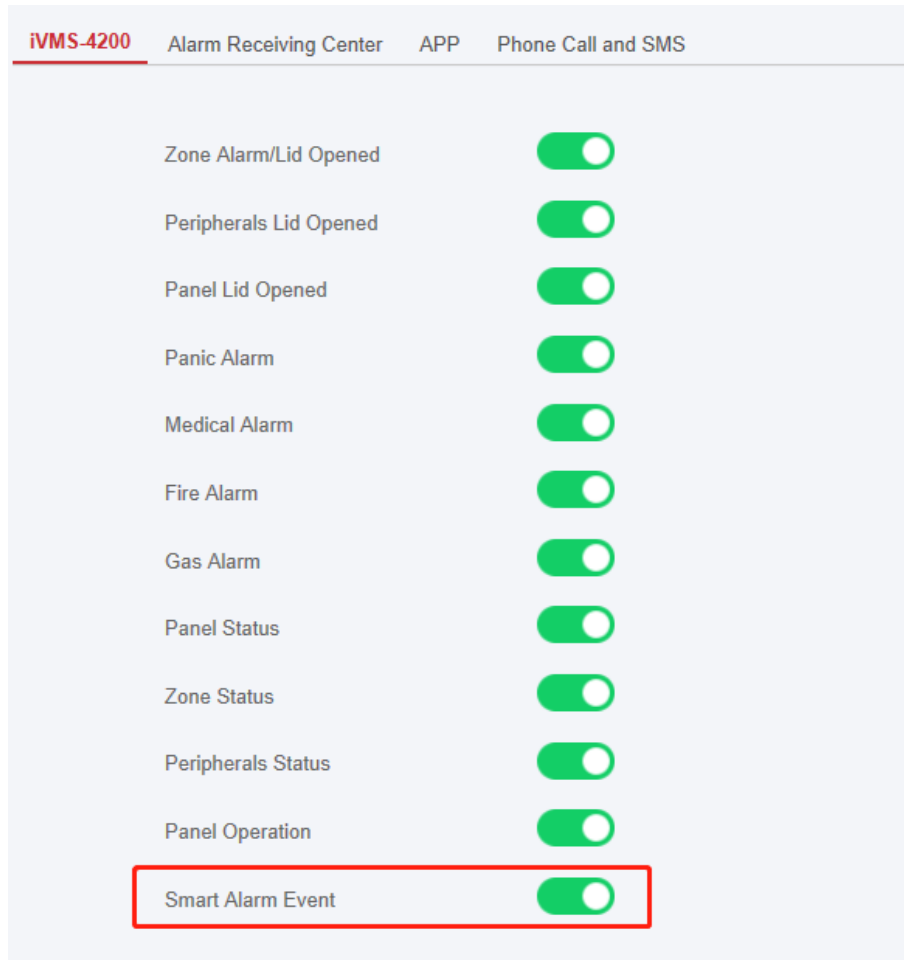 iVMS-4200 Alarm Receiving Center APP Phone Call and SMS
Zone Alarm/Lid Opened
Peripherals Lid Opened
Panel Lid Opened
Panic Alarm
Medical Alarm
Fire Alarm
Gas Alarm
Panel Status
Zone Status
Peripherals Status
Panel Operation
Smart Alarm Event